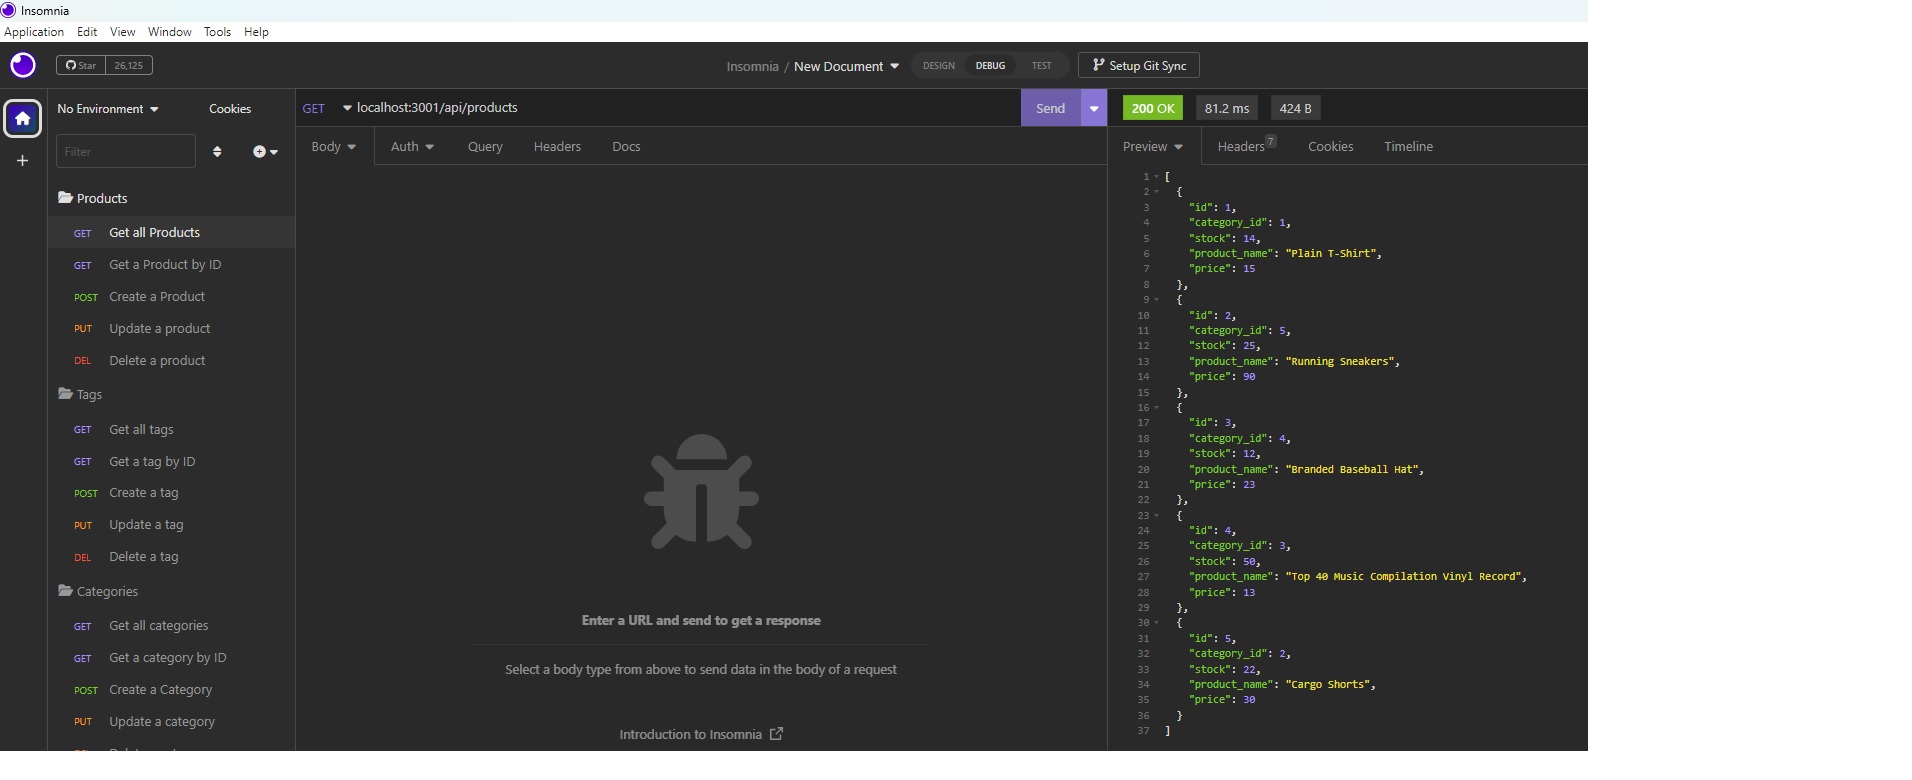 Insomnia
Application Edit View Window Tools Help
Star 26,125
Insomnia / New Document
DESIGN DEBUG TEST
Setup Git Sync
No Environment
Cookies
Filter
Products
GET Get all Products
GET Get a Product by ID
POST Create a Product
PUT Update a product
DEL Delete a product
Tags
GET Get all tags
GET Get a tag by ID
POST Create a tag
PUT Update a tag
DEL Delete a tag
Categories
GET Get all categories
GET Get a category by ID
POST Create a Category
PUT Update a category
GET localhost:3001/api/products Send
Body Auth Query Headers Docs
Enter a URL and send to get a response
Select a body type from above to send data in the body of a request
Introduction to Insomnia
200 OK 81.2 ms 424 B
Preview Headers 7 Cookies Timeline
1 [
2 {
3 "id": 1,
4 "category_id": 1,
5 "stock": 14,
6 "product_name": "Plain T-Shirt",
7 "price": 15
8 },
9 {
10 "id": 2,
11 "category_id": 5,
12 "stock": 25,
13 "product_name": "Running Sneakers",
14 "price": 90
15 },
16 {
17 "id": 3,
18 "category_id": 4,
19 "stock": 12,
20 "product_name": "Branded Baseball Hat",
21 "price": 23
22 },
23 {
24 "id": 4,
25 "category_id": 3,
26 "stock": 50,
27 "product_name": "Top 40 Music Compilation Vinyl Record",
28 "price": 13
29 },
30 {
31 "id": 5,
32 "category_id": 2,
33 "stock": 22,
34 "product_name": "Cargo Shorts",
35 "price": 30
36 }
37 ]